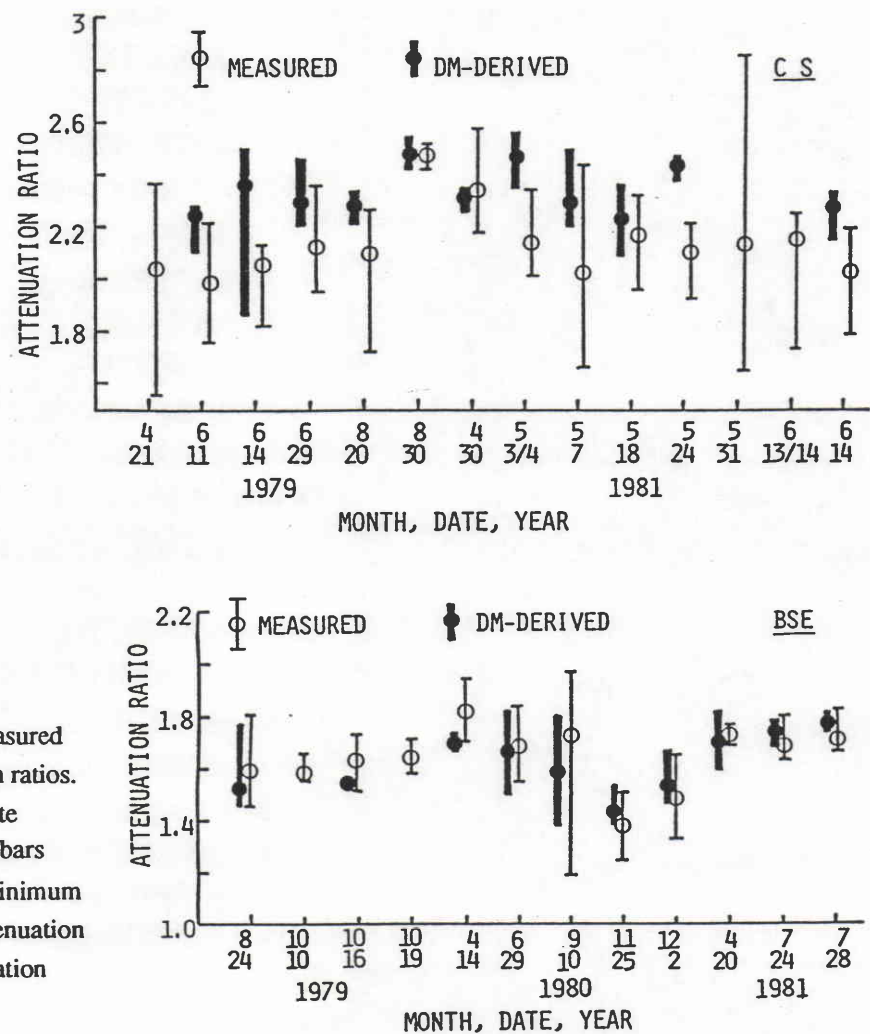 3
2.6
2.2
1.8
ATTENUATION RATIO
MEASURED DM-DERIVED C S
4 6 6 6 8 8 4 5 5 5 5 5 6 6
21 11 14 29 20 30 30 3/4 7 18 24 31 13/14 14
1979 1981
MONTH, DATE, YEAR
asured
n ratios.
te
bars
inimum
enuation
ation
2.2
1.8
1.4
1.0
ATTENUATION RATIO
MEASURED DM-DERIVED BSE
8 10 10 10 4 6 9 11 12 4 7 7
24 10 16 19 14 29 10 25 2 20 24 28
1979 1980 1981
MONTH, DATE, YEAR